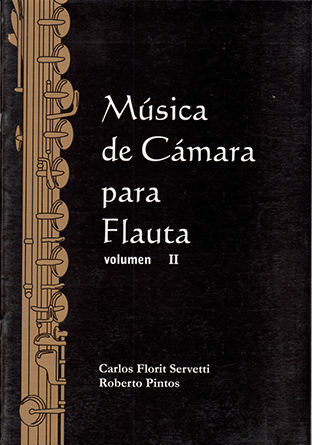 Música
de Cámara
para
Flauta
volumen II
Carlos Florit Servetti
Roberto Pintos